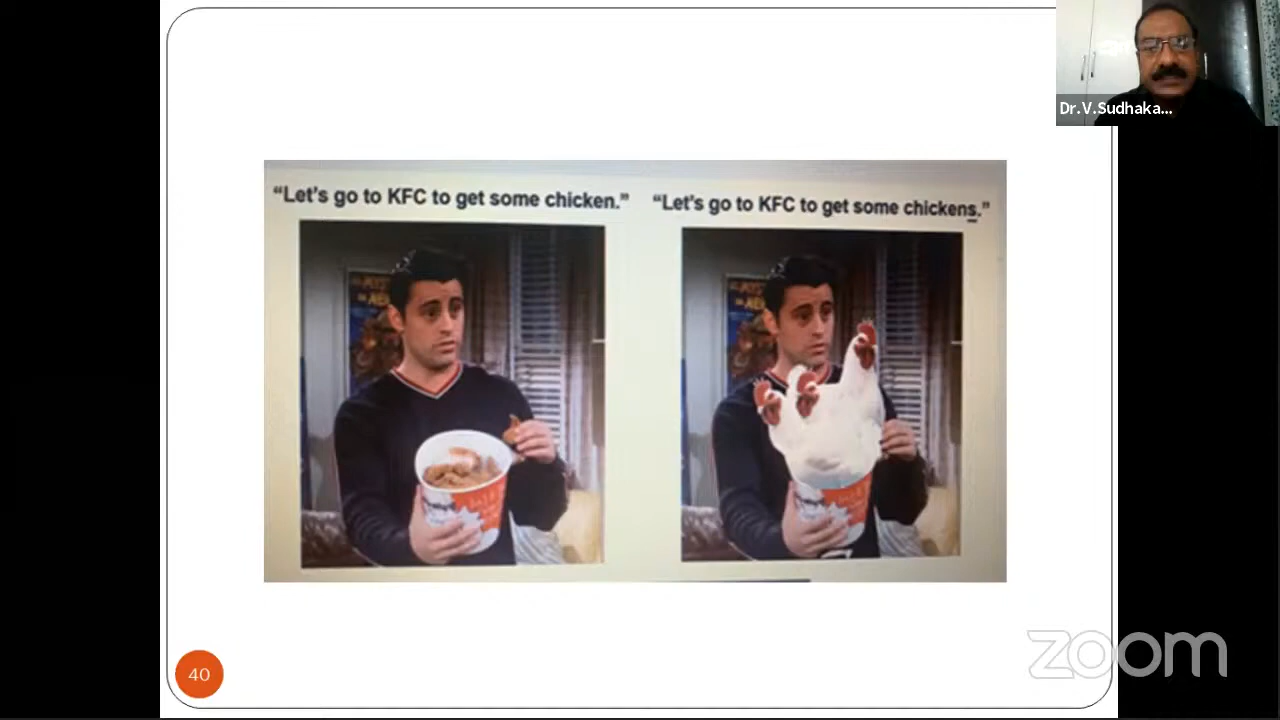 Dr.V.Sudhaka...
“Let's go to KFC to get some chicken.”
“Let's go to KFC to get some chickens.”
40
zoom